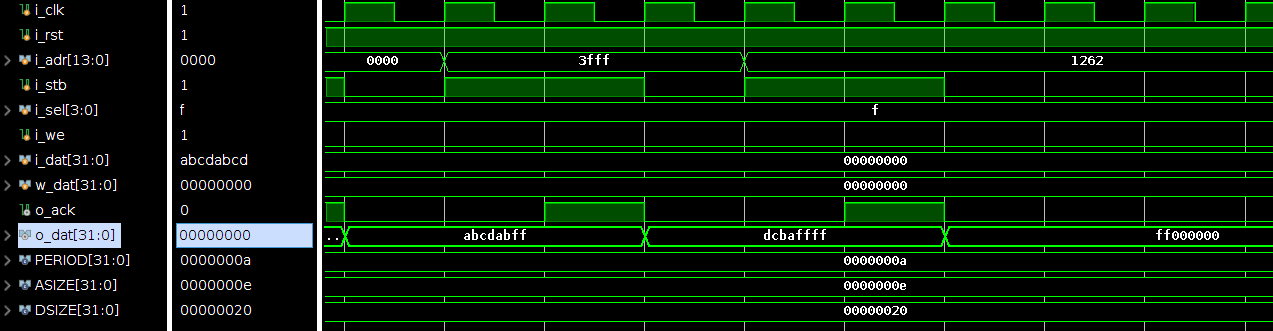 i_clk 1
i_rst 1
i_adr[13:0] 0000 0000 3fff 1262
i_stb 1
i_sel[3:0] f f
i_we 1
i_dat[31:0] abcdabcd 00000000
w_dat[31:0] 00000000 00000000
o_ack 0
o_dat[31:0] 00000000 .. abcdabff dcbaffff ff000000
PERIOD[31:0] 0000000a 0000000a
ASIZE[31:0] 0000000e 0000000e
DSIZE[31:0] 00000020 00000020